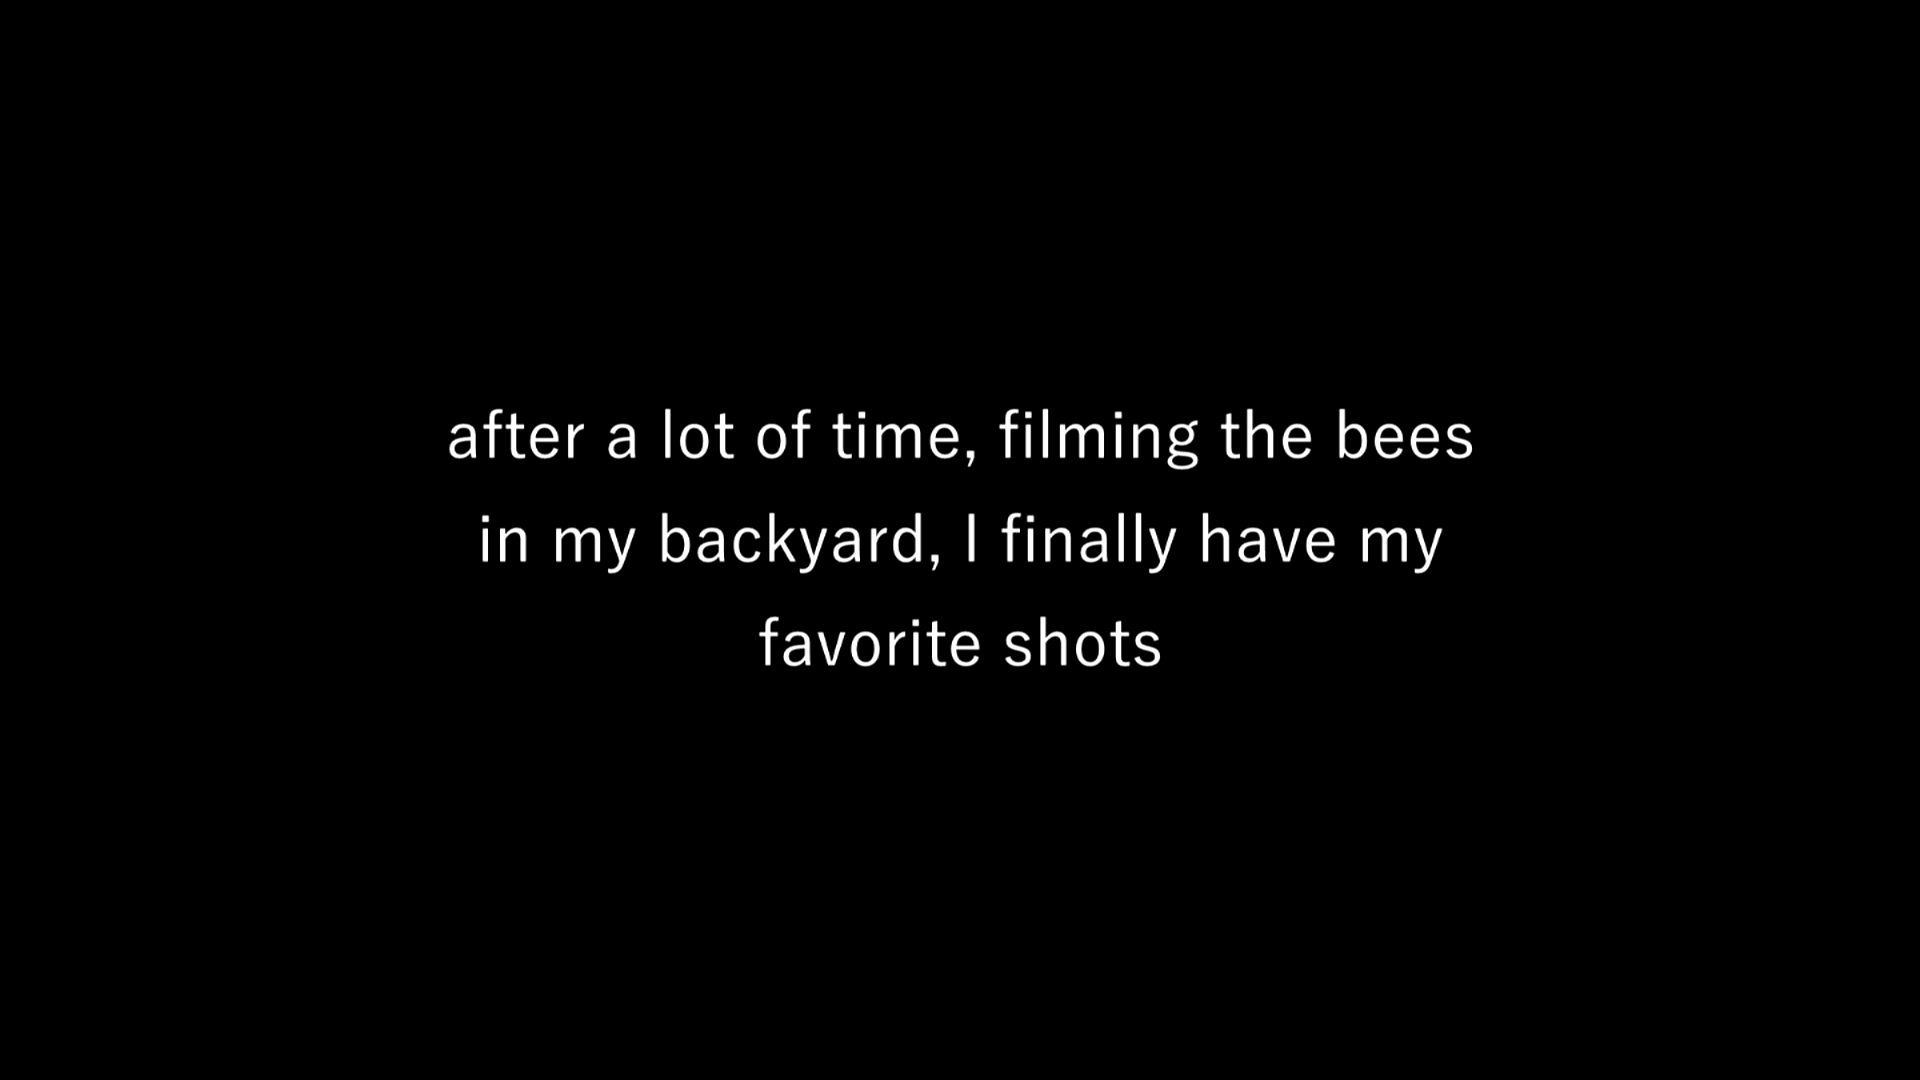 after a lot of time, filming the bees
in my backyard, I finally have my
favorite shots